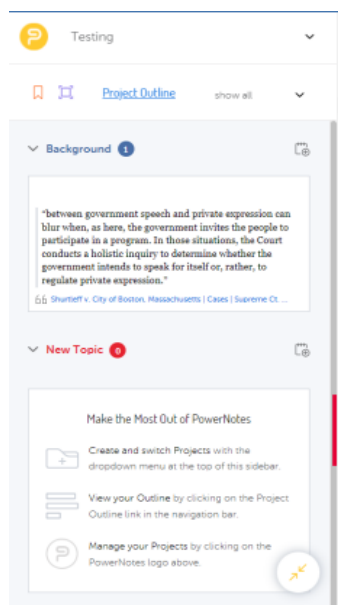 Testing
Project Outline show all
Background 1
"between government speech and private expression can
blur when, as here, the government invites the people to
participate in a program. In those situations, the Court
conducts a holistic inquiry to determine whether the
government intends to speak for itself or, rather, to
regulate private expression."
Shurtleff v. City of Boston, Massachusetts | Cases | Supreme Ct. ...
New Topic 0
Make the Most Out of PowerNotes
Create and switch Projects with the
dropdown menu at the top of this sidebar.
View your Outline by clicking on the Project
Outline link in the navigation bar.
Manage your Projects by clicking on the
PowerNotes logo above.